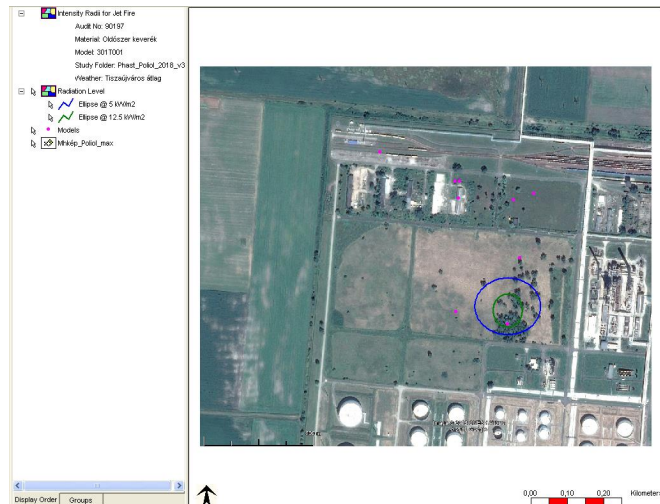 Intensity Radii for Jet Fire
Audit No: 90197
Material: Oldószer keverék
Model: 301T001
Study Folder: Phast_Poliol_2018_v3
Weather: Tiszaújváros átlag
Radiation Level
Ellipse @ 5 kW/m2
Ellipse @ 12.5 kW/m2
Models
Mhkép_Poliol_max
Display Order
Groups
0,00 0,10 0,20 Kilometers